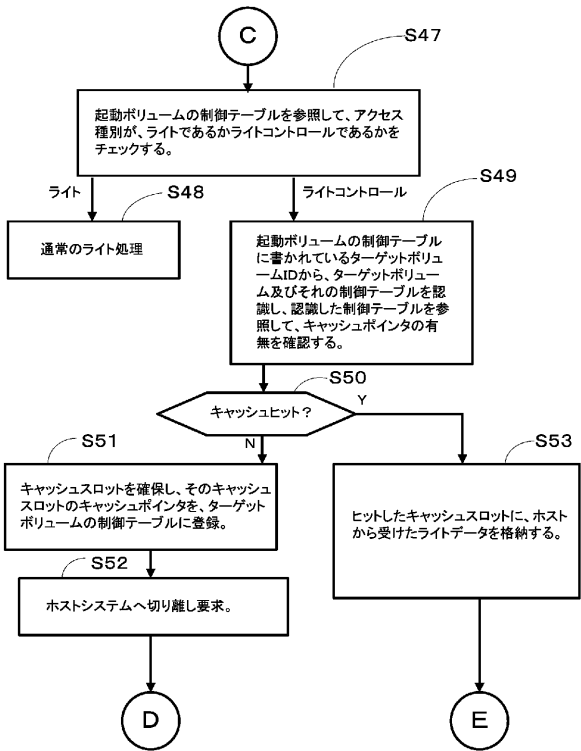 C
S47
起動ボリュームの制御テーブルを参照して、アクセス
種別が、ライトであるかライトコントロールであるかを
チェックする。
ライト
ライトコントロール
S48
S49
通常のライト処理
起動ボリュームの制御テーブル
に書かれているターゲットボリュ
ームIDから、ターゲットボリュー
ム及びそれの制御テーブルを認
識し、認識した制御テーブルを参
照して、キャッシュポインタの有
無を確認する。
S50
キャッシュヒット？
Y
N
S51
S53
キャッシュスロットを確保し、そのキャッシュ
スロットのキャッシュポインタを、ターゲット
ボリュームの制御テーブルに登録。
ヒットしたキャッシュスロットに、ホスト
から受けたライトデータを格納する。
S52
ホストシステムへ切り離し要求。
D
E